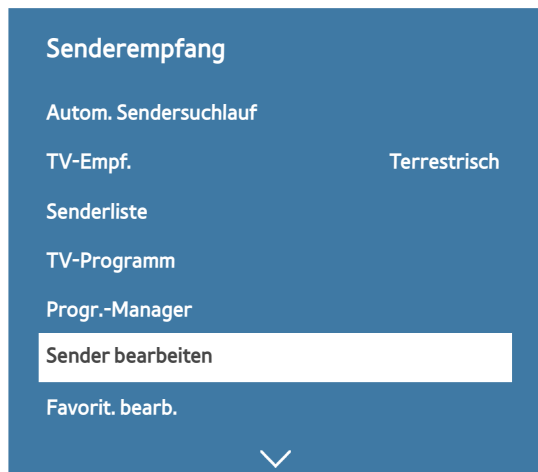 Senderempfang
Autom. Sendersuchlauf
TV-Empf. Terrestrisch
Senderliste
TV-Programm
Progr.-Manager
Sender bearbeiten
Favorit. bearb.